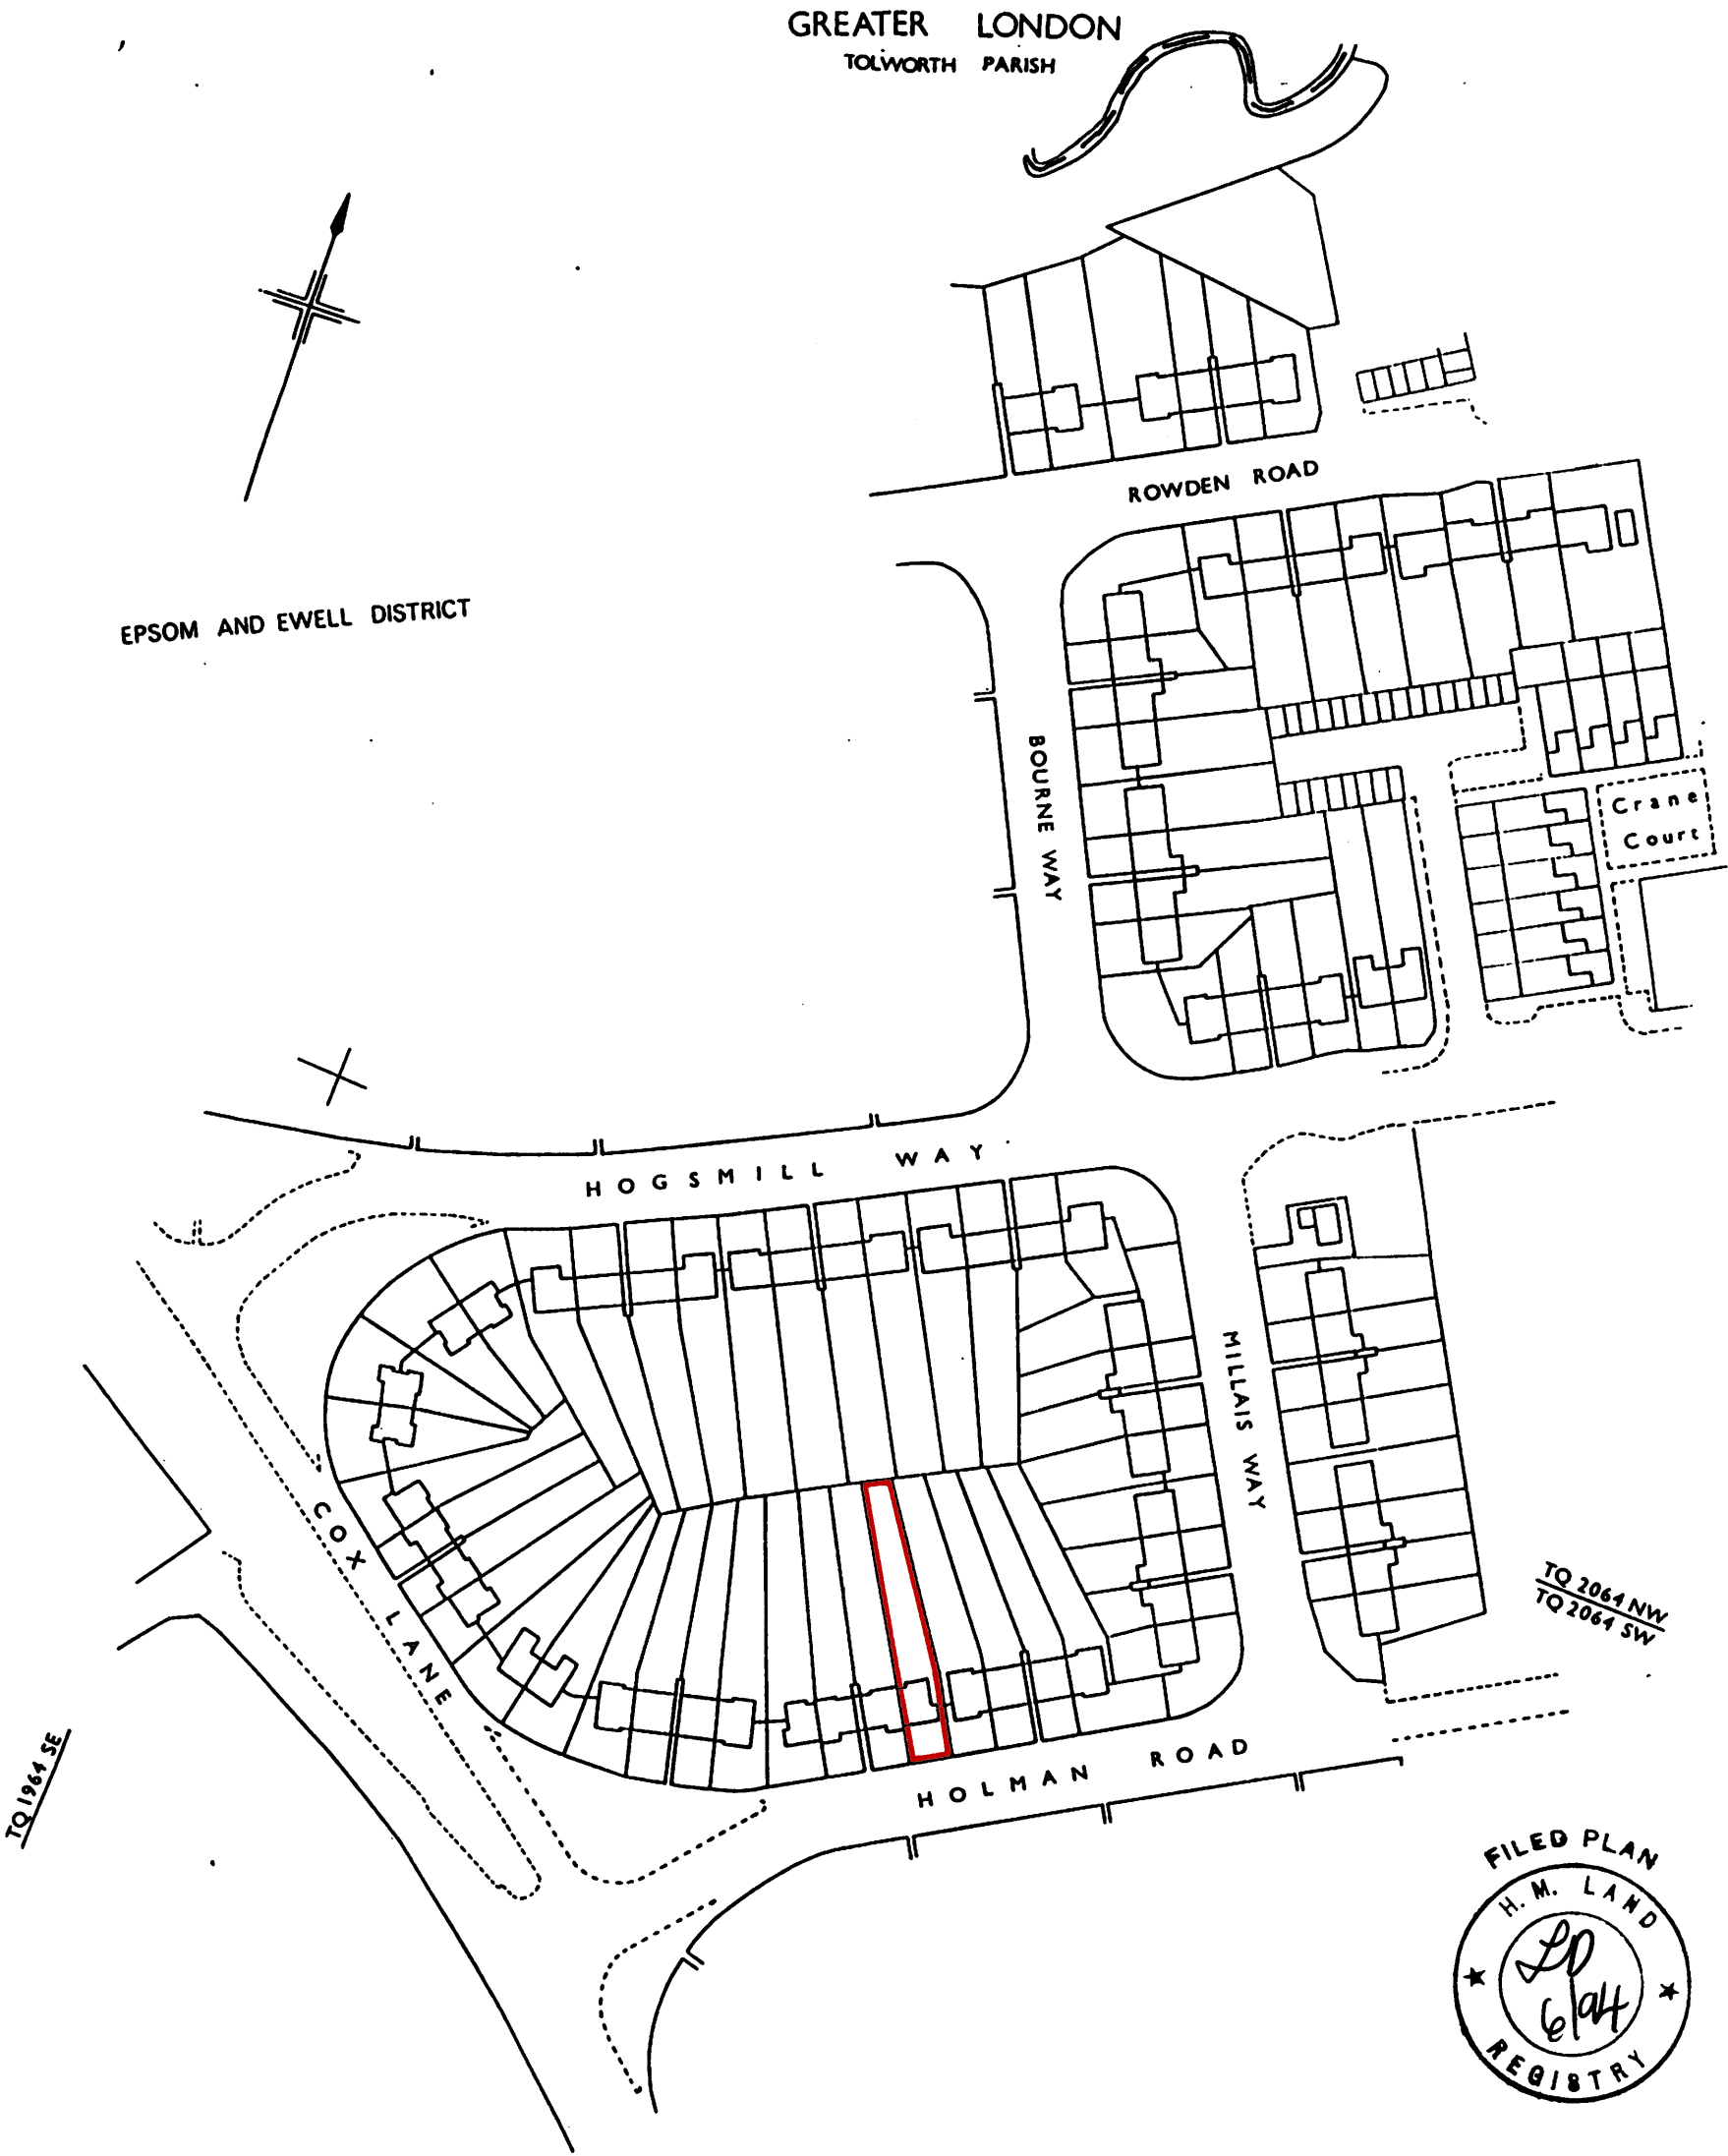 GREATER LONDON
TOLWORTH PARISH
ROWDEN ROAD
EPSOM AND EWELL DISTRICT
BOURNE WAY
Crane
Court
HOGSMILL WAY
MILLAIS WAY
COX LANE
TQ 2064 NW
TQ 2064 SW
HOLMAN ROAD
TQ 1964 SE
FILED PLAN
H.M. LAND
LD
6/94
REGISTRY